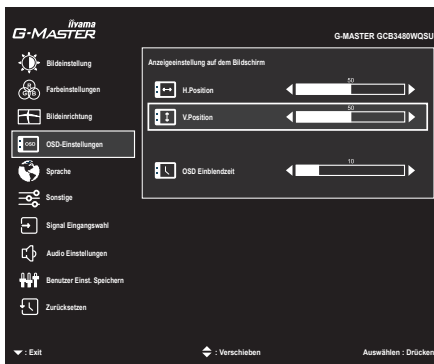 iiyama
G-MASTER
G-MASTER GCB3480WQSU
Bildeinstellung
Farbeinstellungen
R
G B
Bildeinrichtung
OSD OSD-Einstellungen
Sprache
Sonstige
Signal Eingangswahl
Audio Einstellungen
Benutzer Einst. Speichern
Zurücksetzen
Anzeigeeinstellung auf dem Bildschirm
H.Position
50
V.Position
50
OSD Einblendzeit
10
: Exit
: Verschieben
Auswählen : Drücken